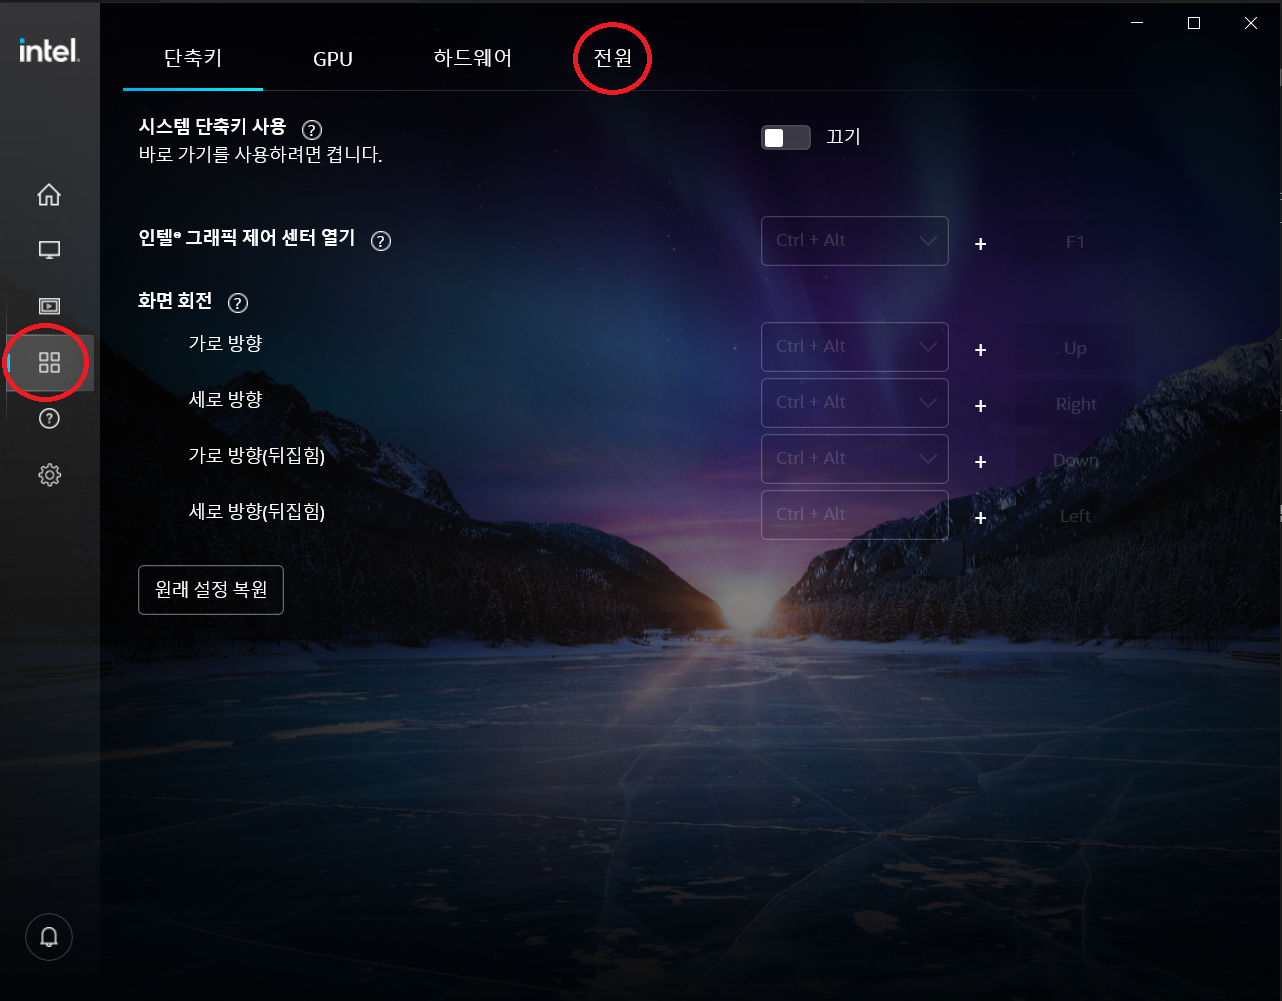 intel.
단축키
GPU
하드웨어
전원
시스템 단축키 사용 ?
바로 가기를 사용하려면 켭니다.
끄기
인텔® 그래픽 제어 센터 열기 ?
Ctrl + Alt + F1
화면 회전 ?
가로 방향
Ctrl + Alt + Up
세로 방향
Ctrl + Alt + Right
가로 방향(뒤집힘)
Ctrl + Alt + Down
세로 방향(뒤집힘)
Ctrl + Alt + Left
원래 설정 복원